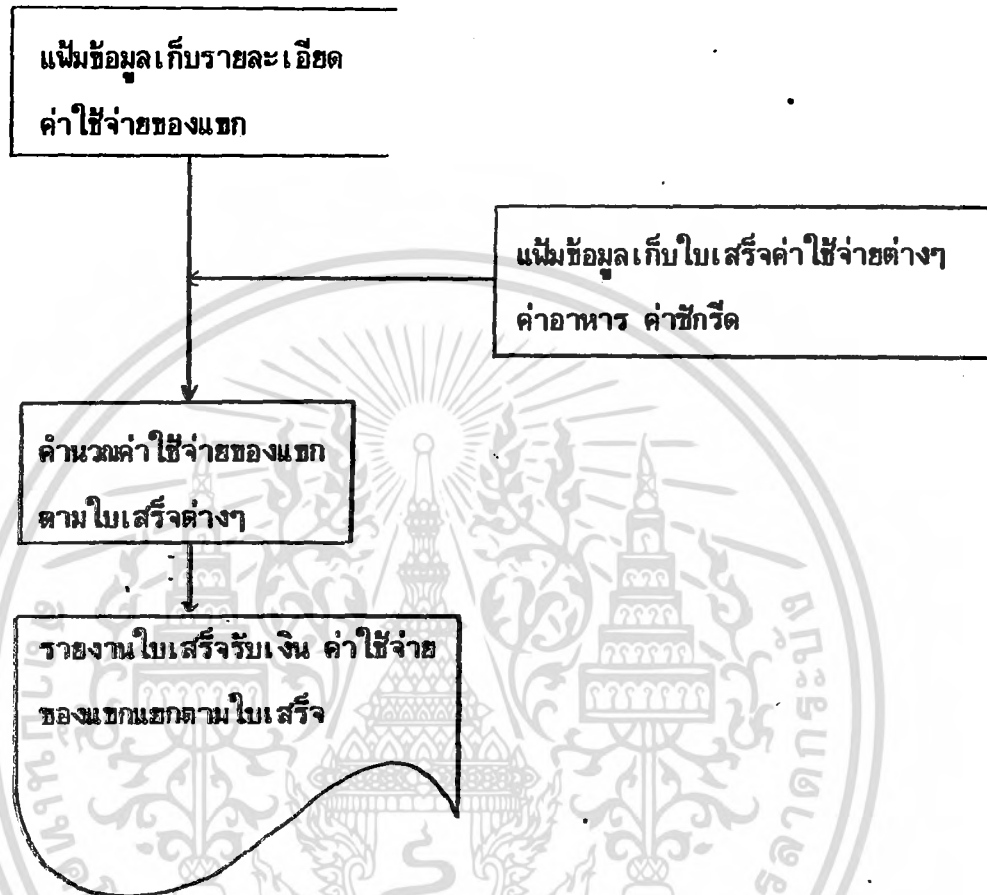 แฟ้มข้อมูลเก็บรายละเอียด
ค่าใช้จ่ายของแขก
แฟ้มข้อมูลเก็บใบเสร็จค่าใช้จ่ายต่างๆ
ค่าอาหาร ค่าซักรีด
คำนวณค่าใช้จ่ายของแขก
ตามใบเสร็จต่างๆ
รายงานใบเสร็จรับเงิน ค่าใช้จ่าย
ของแขกแยกตามใบเสร็จ